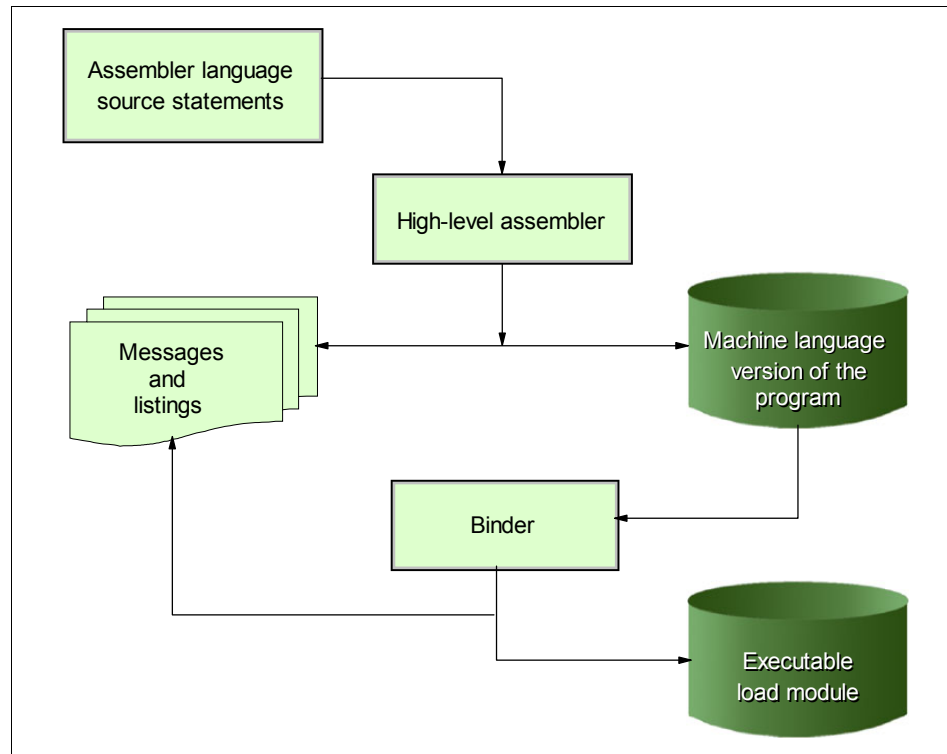 Assembler language
source statements
High-level assembler
Messages
and
listings
Machine language
version of the
program
Binder
Executable
load module